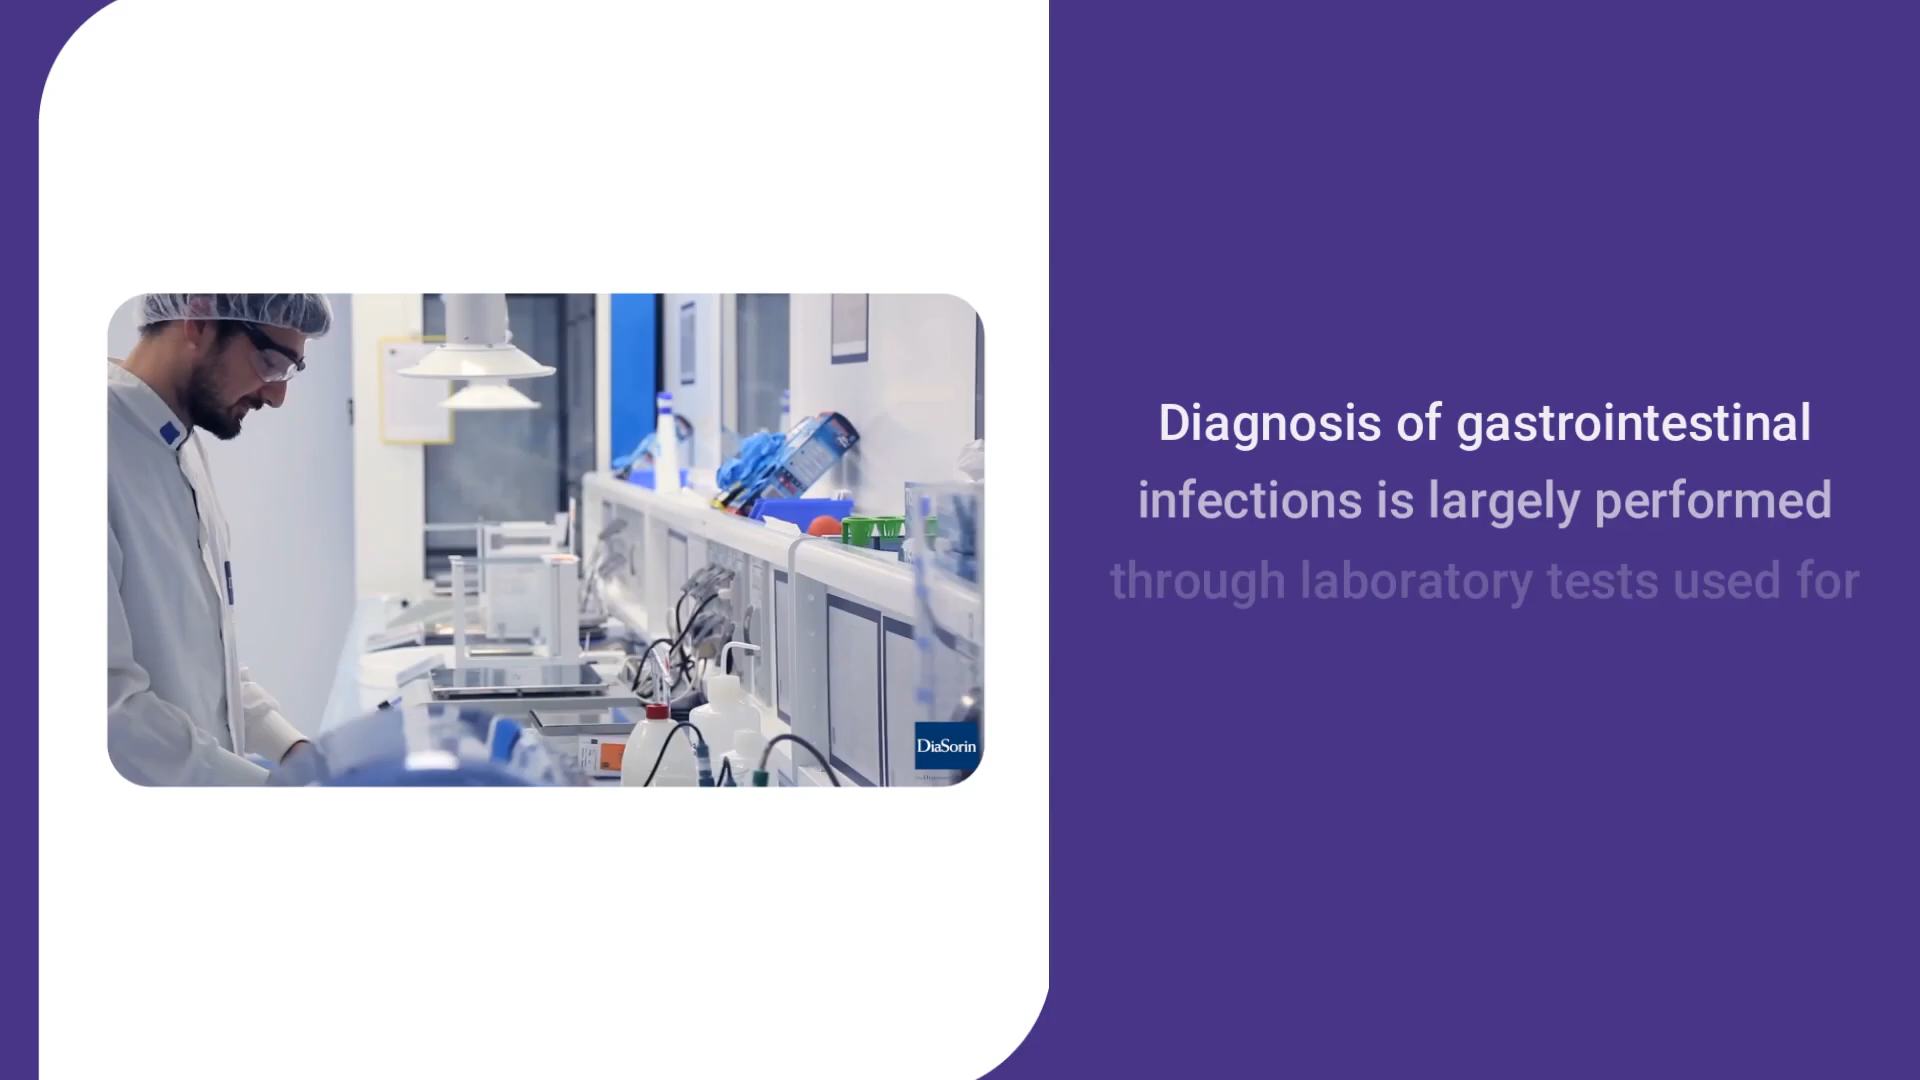 Diagnosis of gastrointestinal
infections is largely performed
through laboratory tests used for
DiaSorin